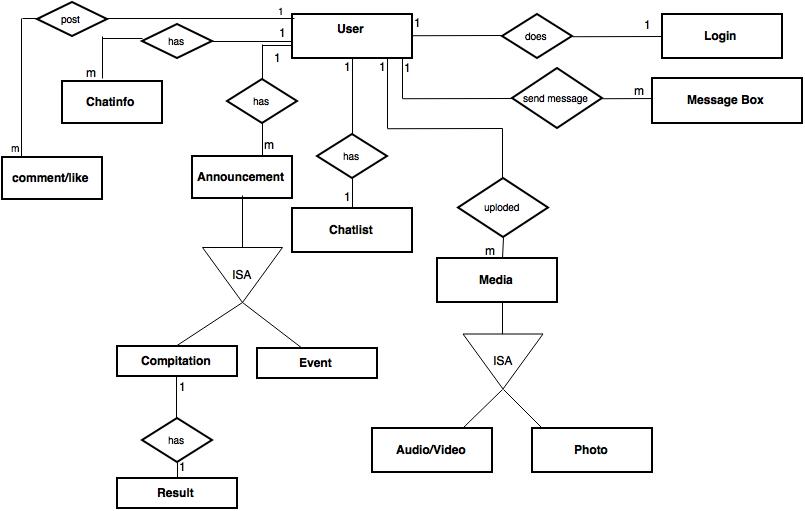 post
1
User
1
does
1
Login
has
1
1
1
1
1
m
Chatinfo
has
send message
m
Message Box
m
comment/like
m
Announcement
has
1
Chatlist
uploded
m
Media
ISA
ISA
Compitation
Event
1
has
1
Result
Audio/Video
Photo